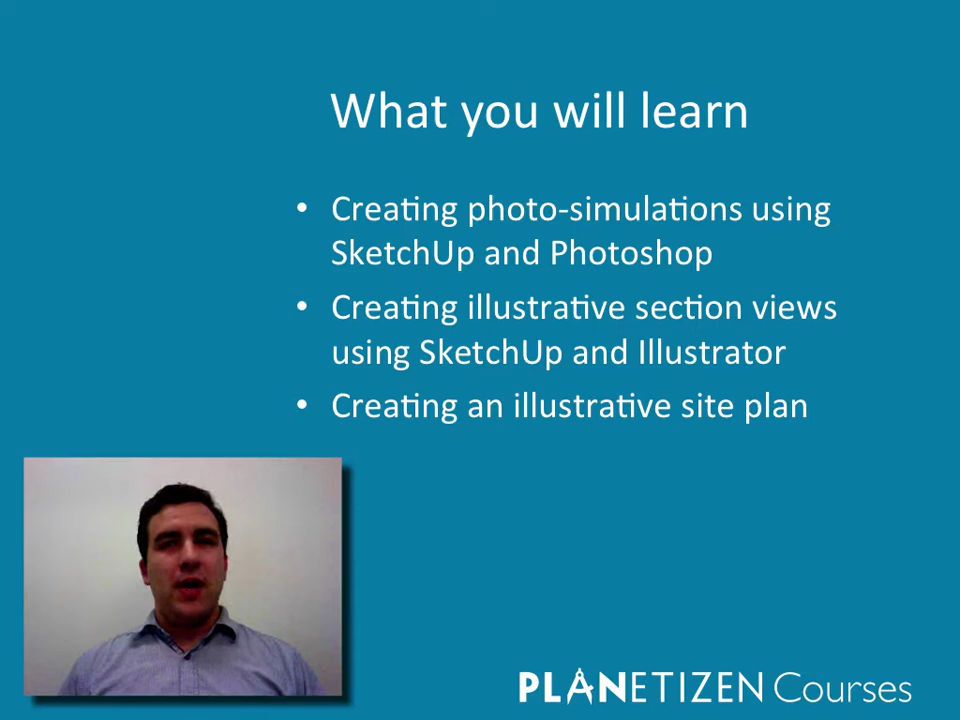 What you will learn
• Creating photo-simulations using
SketchUp and Photoshop
• Creating illustrative section views
using SketchUp and Illustrator
• Creating an illustrative site plan
PLANETIZEN Courses